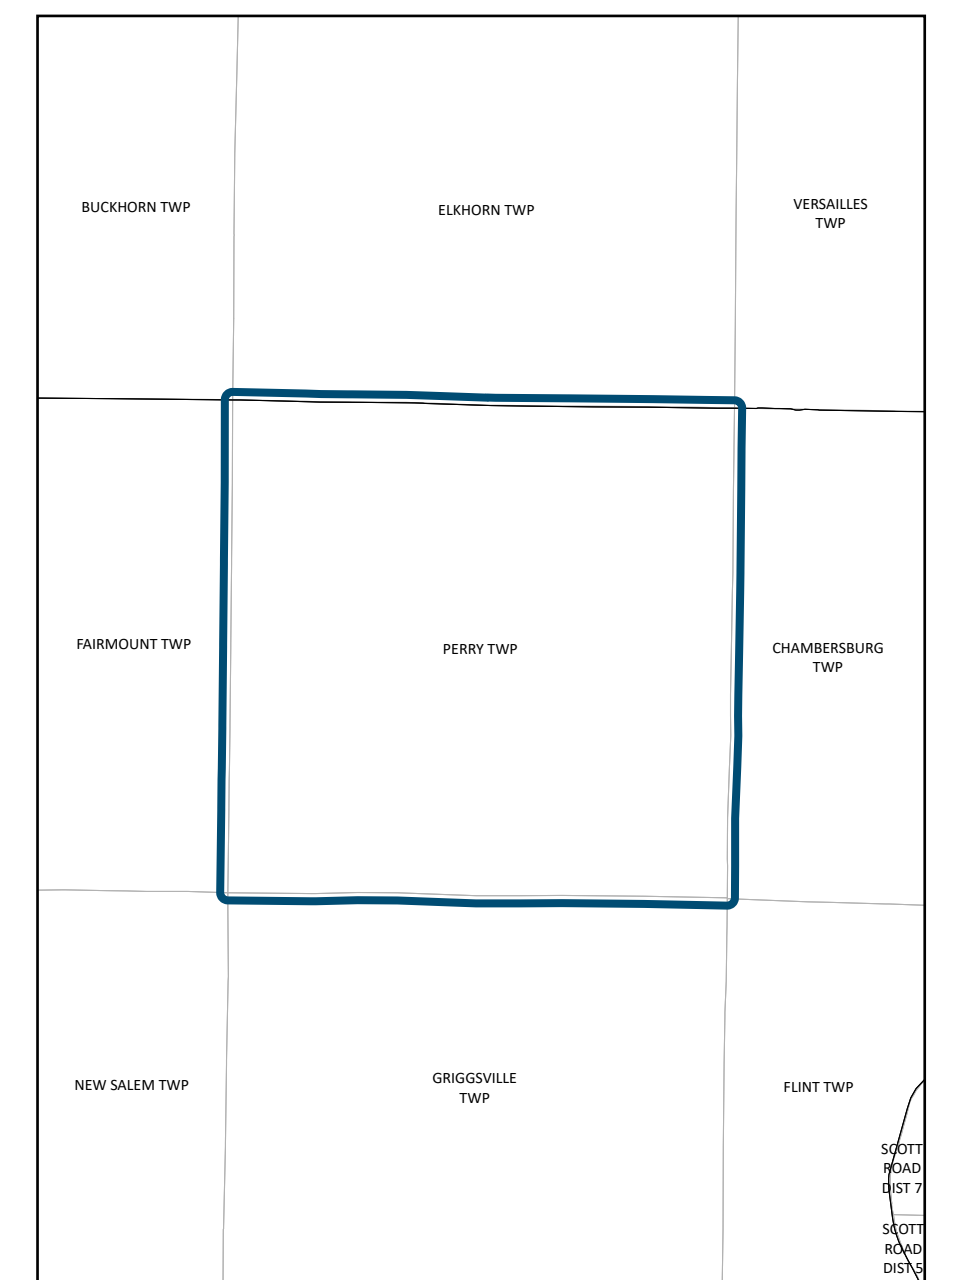 BUCKHORN TWP
ELKHORN TWP
VERSAILLES
TWP
FAIRMOUNT TWP
PERRY TWP
CHAMBERSBURG
TWP
NEW SALEM TWP
GRIGGSVILLE
TWP
FLINT TWP
SCOTT
ROAD
DIST 7
SCOTT
ROAD
DIST 5